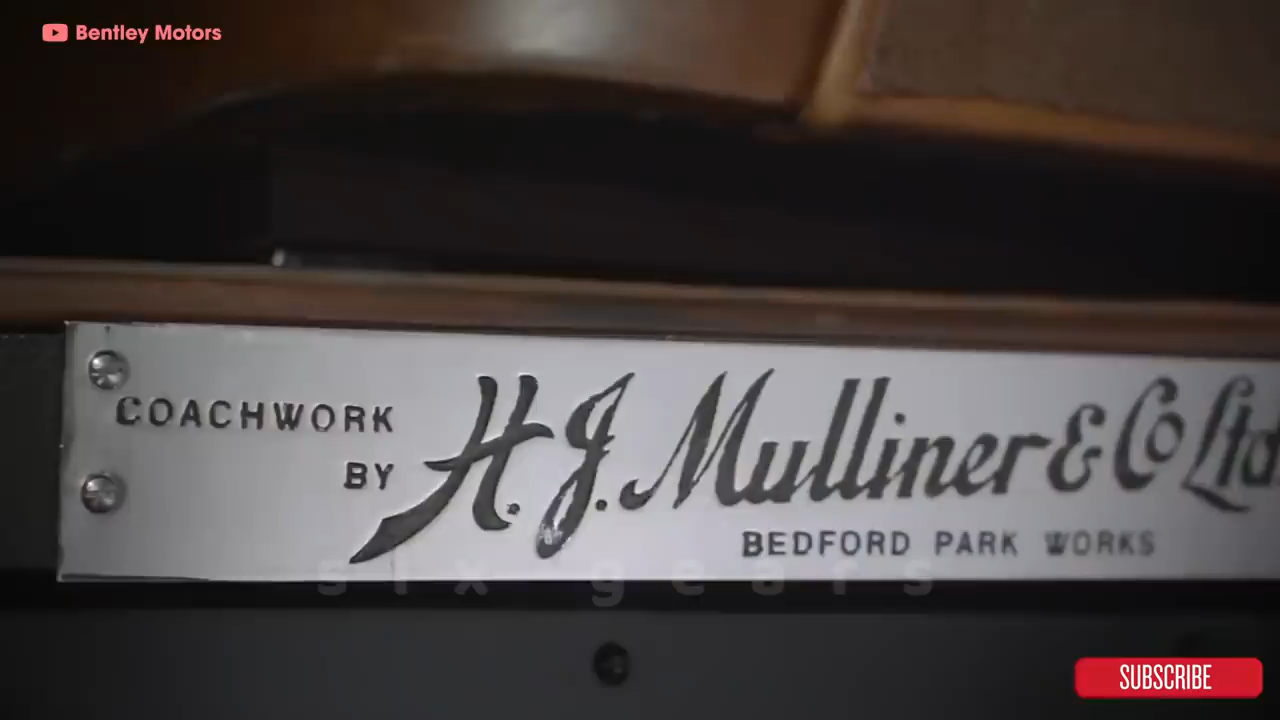 Bentley Motors
COACHWORK
BY
H. J. Mulliner & Co Ltd
BEDFORD PARK WORKS
six gears
SUBSCRIBE